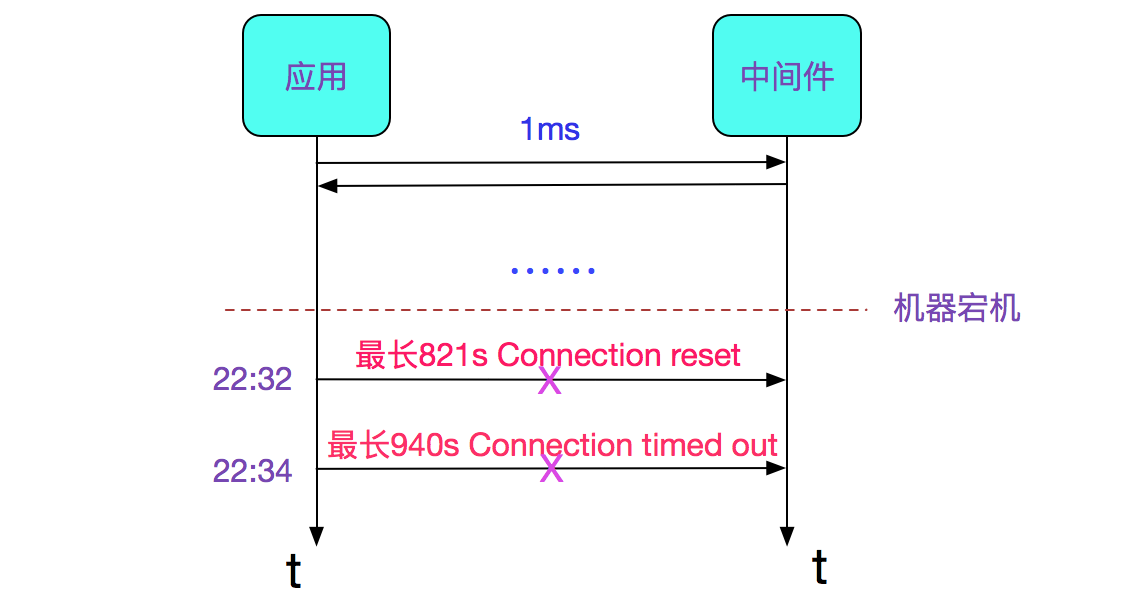 应用
中间件
1ms
......
机器宕机
最长821s Connection reset
X
22:32
最长940s Connection timed out
X
22:34
t
t